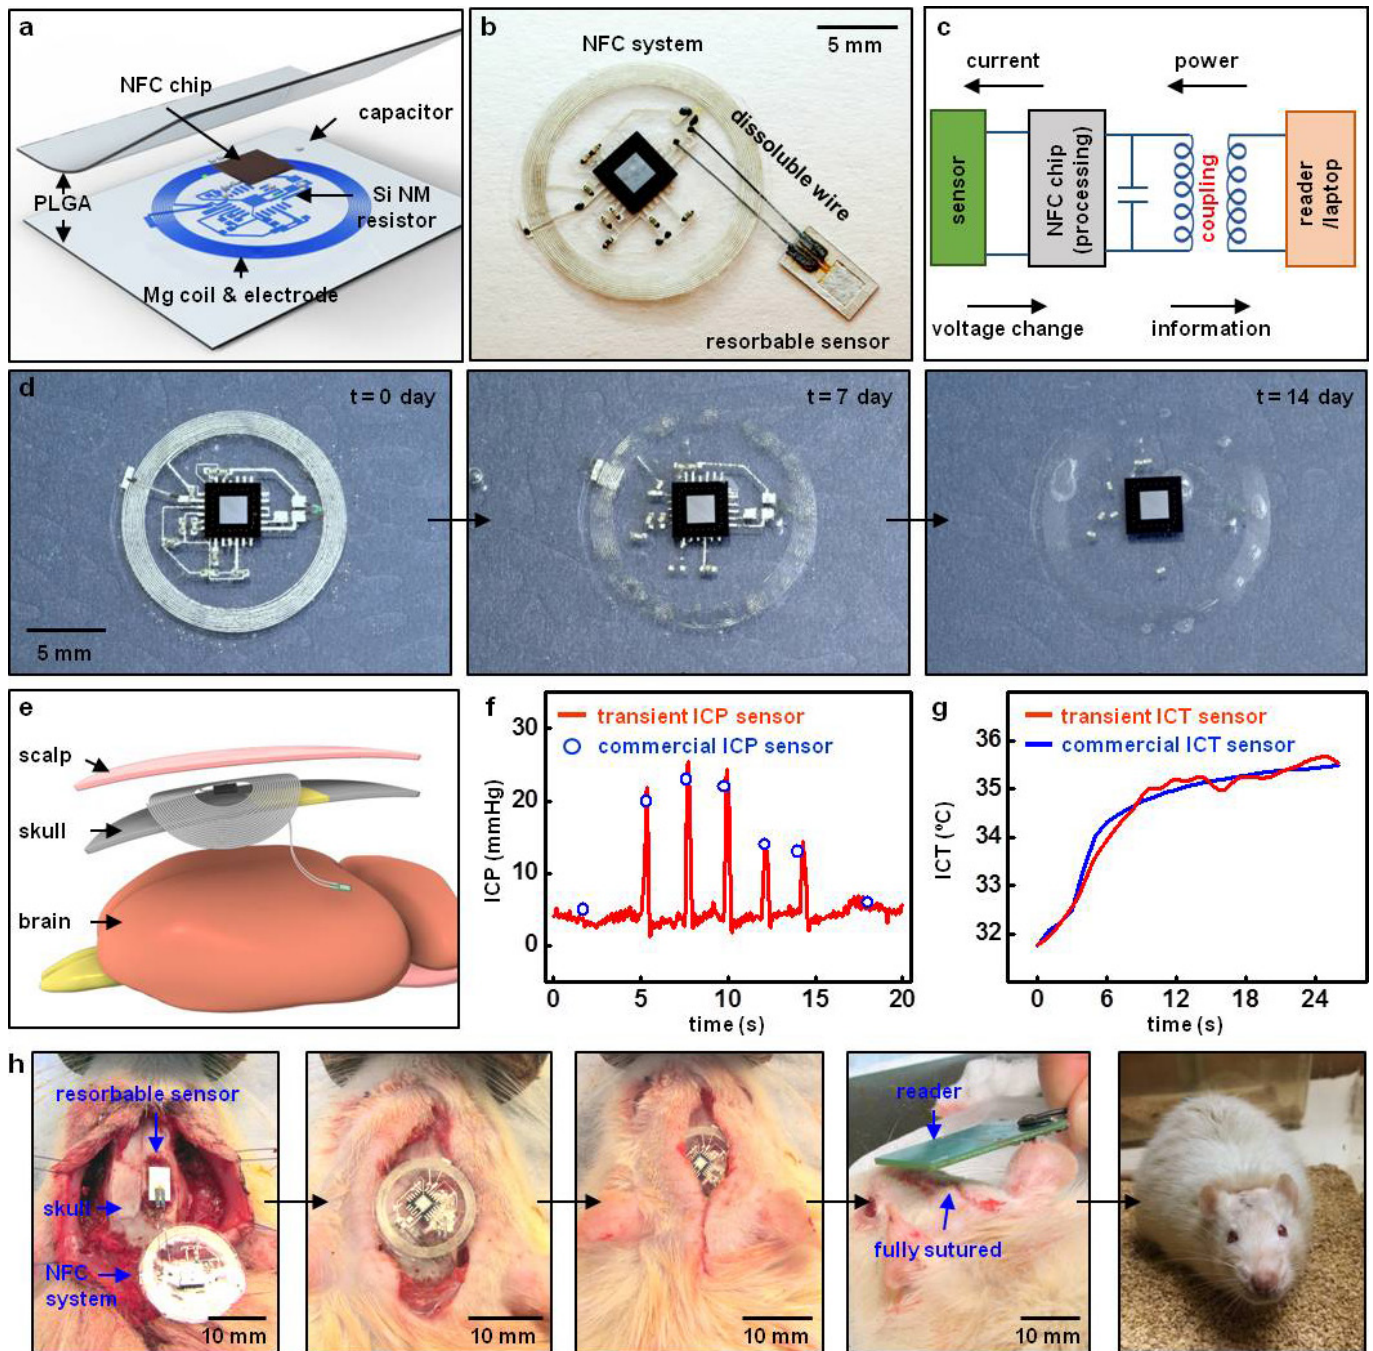 a
NFC chip
capacitor
PLGA
Si NM
resistor
Mg coil & electrode
b
NFC system
5 mm
dissoluble wire
resorbable sensor
c
current
power
sensor
NFC chip
(processing)
coupling
reader
/laptop
voltage change
information
d
t = 0 day
5 mm
t = 7 day
t = 14 day
e
scalp
skull
brain
f
transient ICP sensor
commercial ICP sensor
ICP (mmHg)
30
20
10
0
0 5 10 15 20
time (s)
g
transient ICT sensor
commercial ICT sensor
ICT (ºC)
36
35
34
33
32
0 6 12 18 24
time (s)
h
resorbable sensor
skull
NFC
system
10 mm
10 mm
10 mm
reader
fully sutured
10 mm